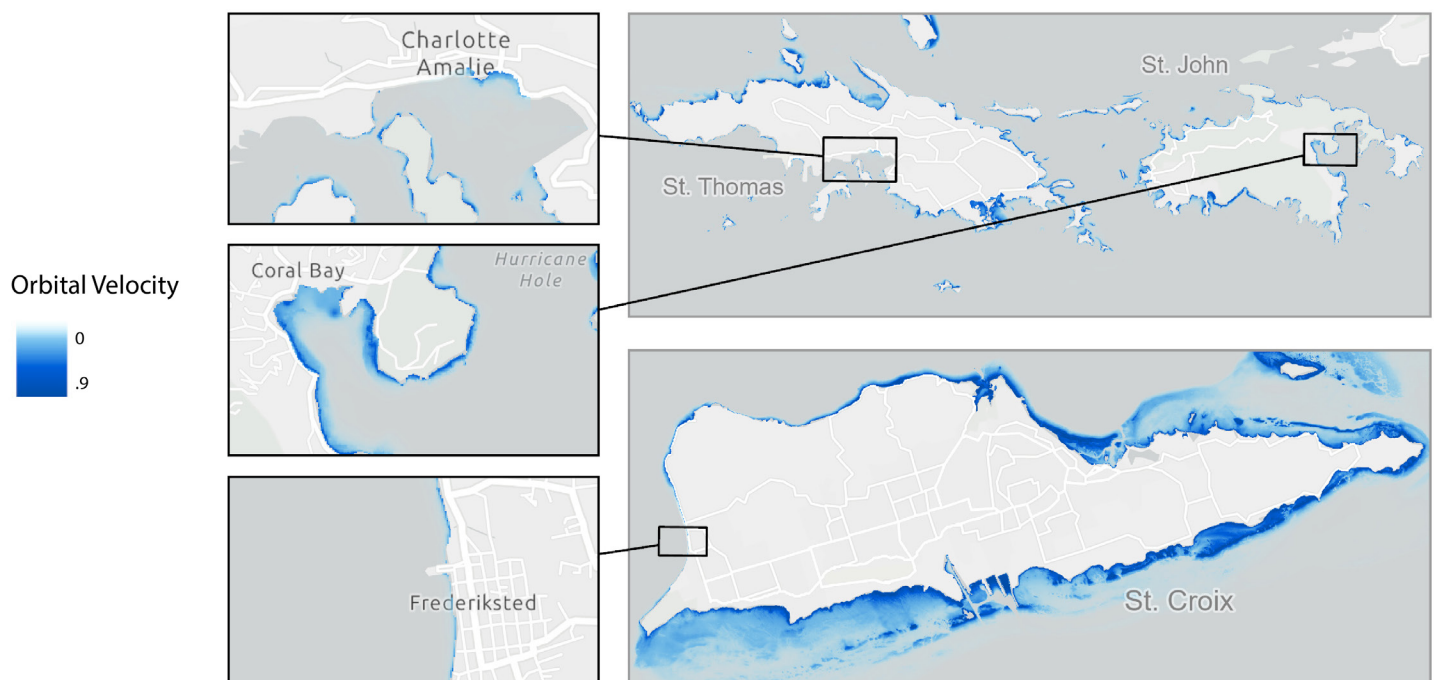 Charlotte
Amalie
St. John
St. Thomas
Coral Bay
Hurricane
Hole
Orbital Velocity
0
.9
Frederiksted
St. Croix